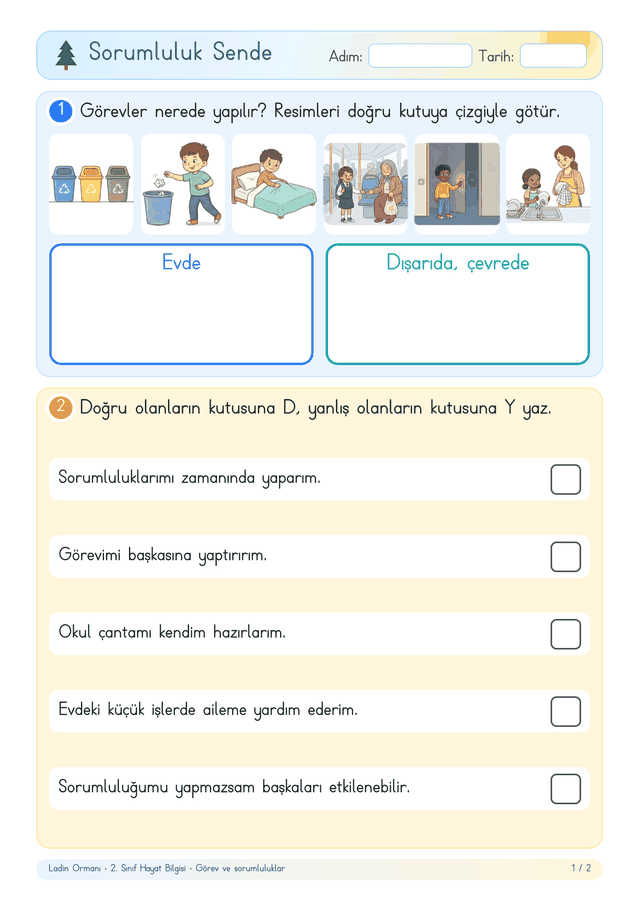 Sorumluluk Sende
Adım:
Tarih:
1 Görevler nerede yapılır? Resimleri doğru kutuya çizgiyle götür.
Evde
Dışarıda, çevrede
2 Doğru olanların kutusuna D, yanlış olanların kutusuna Y yaz.
Sorumluluklarımı zamanında yaparım.
Görevimi başkasına yaptırırım.
Okul çantamı kendim hazırlarım.
Evdeki küçük işlerde aileme yardım ederim.
Sorumluluğumu yapmazsam başkaları etkilenebilir.
Ladin Ormanı • 2. Sınıf Hayat Bilgisi • Görev ve sorumluluklar
1 / 2